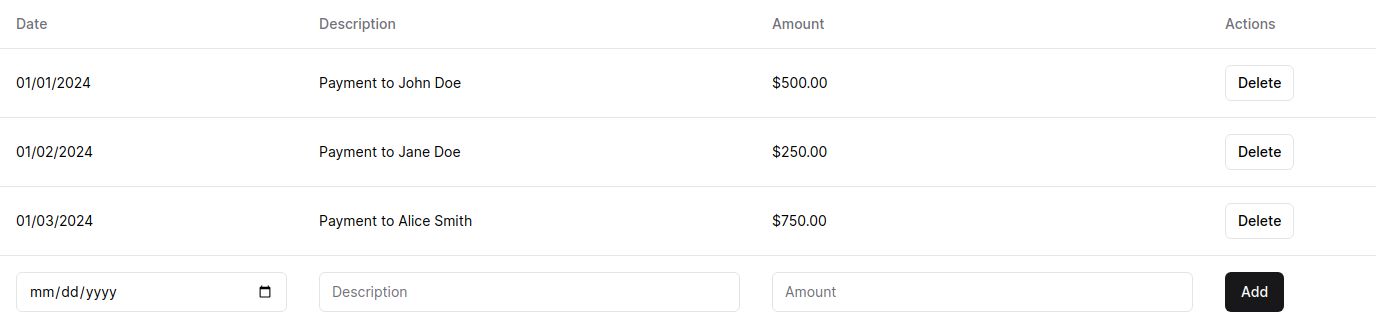 Date Description Amount Actions
01/01/2024 Payment to John Doe $500.00 Delete
01/02/2024 Payment to Jane Doe $250.00 Delete
01/03/2024 Payment to Alice Smith $750.00 Delete
mm/dd/yyyy Description Amount Add